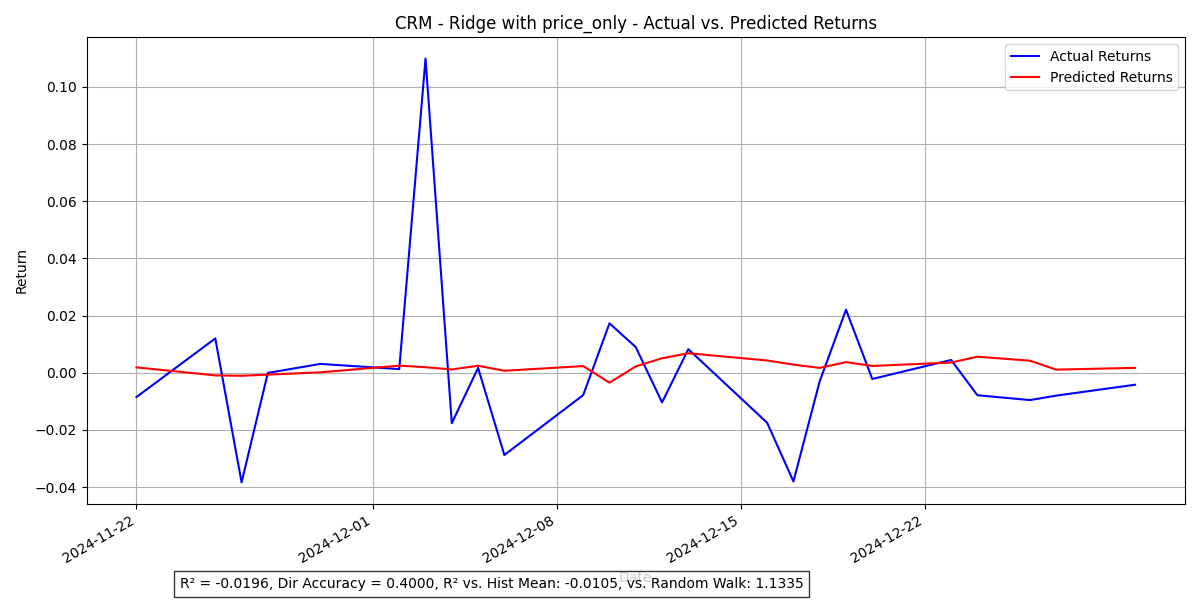 CRM - Ridge with price_only - Actual vs. Predicted Returns
Actual Returns
Predicted Returns
Return
0.10
0.08
0.06
0.04
0.02
0.00
−0.02
−0.04
2024-11-22
2024-12-01
2024-12-08
2024-12-15
2024-12-22
Date
R² = -0.0196, Dir Accuracy = 0.4000, R² vs. Hist Mean: -0.0105, vs. Random Walk: 1.1335